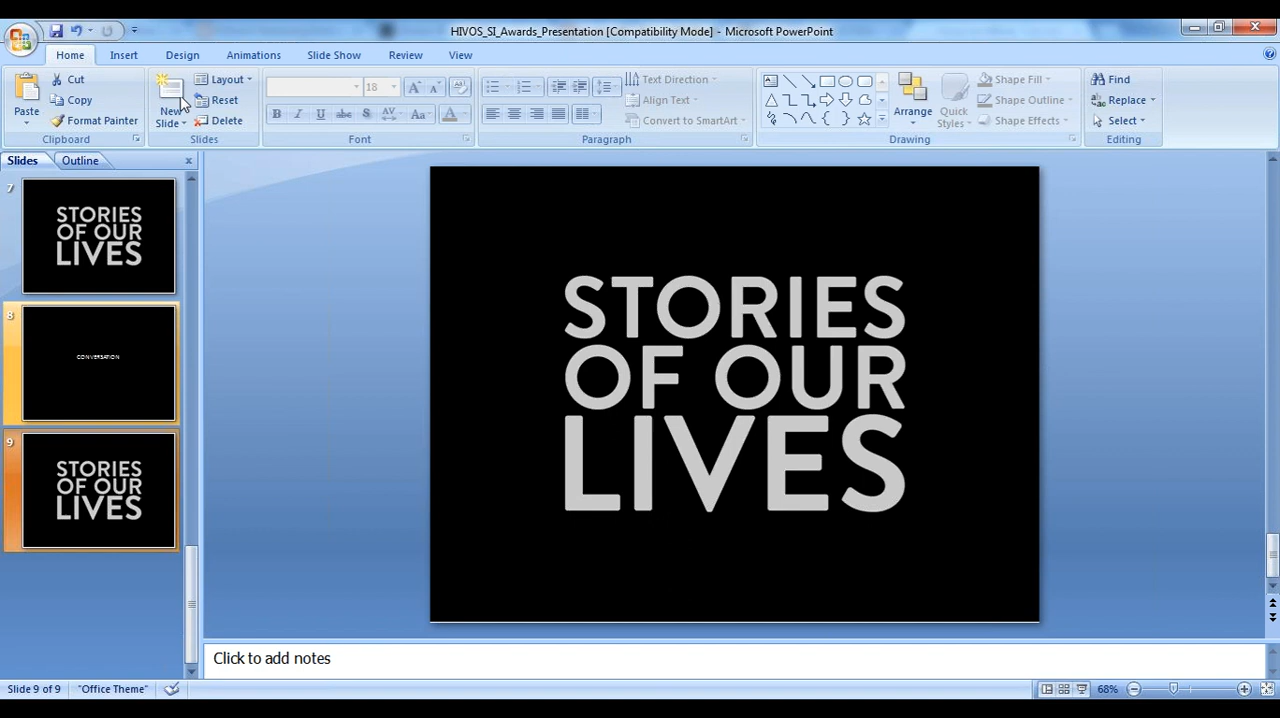 HIVOS_SI_Awards_Presentation [Compatibility Mode] - Microsoft PowerPoint
Home Insert Design Animations Slide Show Review View
Paste
Cut
Copy
Format Painter
Clipboard
New
Slide
Layout
Reset
Delete
Slides
18
B I U abc S AV Aa A
Font
Text Direction
Align Text
Convert to SmartArt
Paragraph
Arrange
Quick
Styles
Shape Fill
Shape Outline
Shape Effects
Drawing
Find
Replace
Select
Editing
Slides Outline x
7
STORIES
OF OUR
LIVES
8
CONVERSATION
9
STORIES
OF OUR
LIVES
STORIES
OF OUR
LIVES
Click to add notes
Slide 9 of 9 "Office Theme" 68%